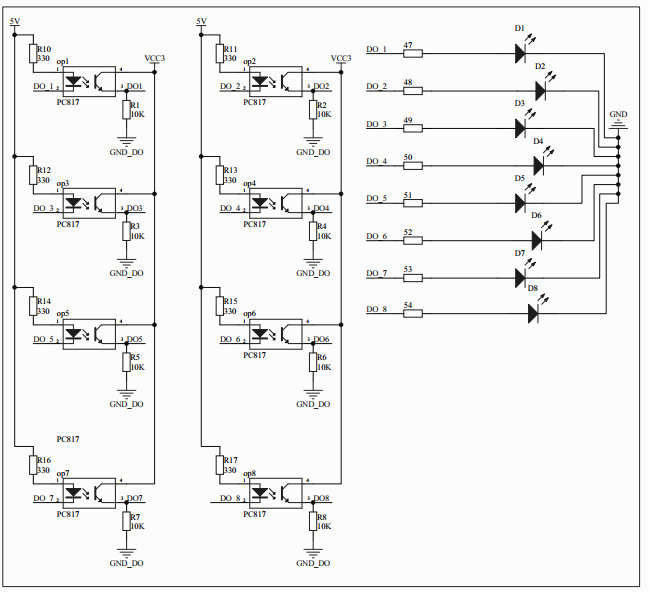 5V
R10
330
op1
1
4
VCC3
DO_1
2
3
DO1
PC817
R1
10K
GND_DO
R12
330
op3
1
4
DO_3
2
3
DO3
PC817
R3
10K
GND_DO
R14
330
op5
1
4
DO_5
2
3
DO5
PC817
R5
10K
GND_DO
PC817
R16
330
op7
1
4
DO_7
2
3
DO7
PC817
R7
10K
GND_DO
5V
R11
330
op2
1
4
VCC3
DO_2
2
3
DO2
PC817
R2
10K
GND_DO
R13
330
op4
1
4
DO_4
2
3
DO4
PC817
R4
10K
GND_DO
R15
330
op6
1
4
DO_6
2
3
DO6
PC817
R6
10K
GND_DO
R17
330
op8
1
4
DO_8
2
3
DO8
PC817
R8
10K
GND_DO
D1
DO_1
47
D2
DO_2
48
D3
DO_3
49
GND
D4
DO_4
50
D5
DO_5
51
D6
DO_6
52
D7
DO_7
53
D8
DO_8
54